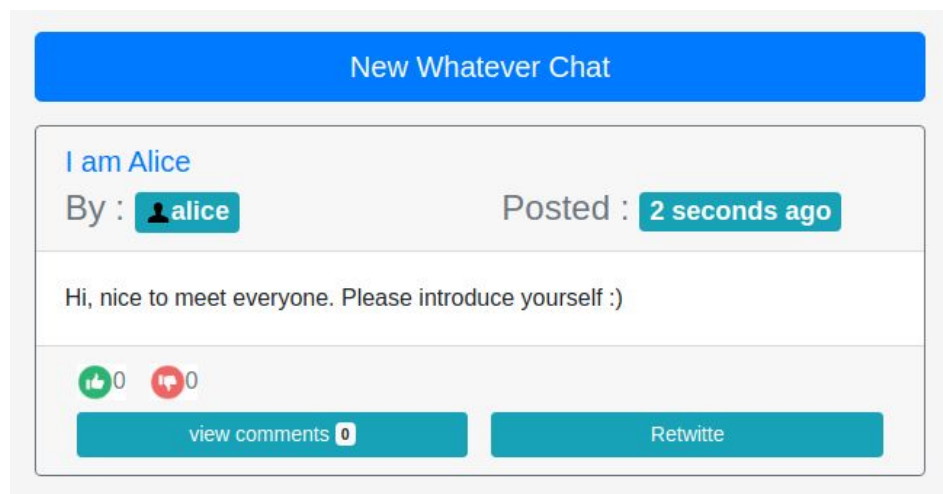 New Whatever Chat
I am Alice
By : alice Posted : 2 seconds ago
Hi, nice to meet everyone. Please introduce yourself :)
0 0
view comments 0 Retwitte